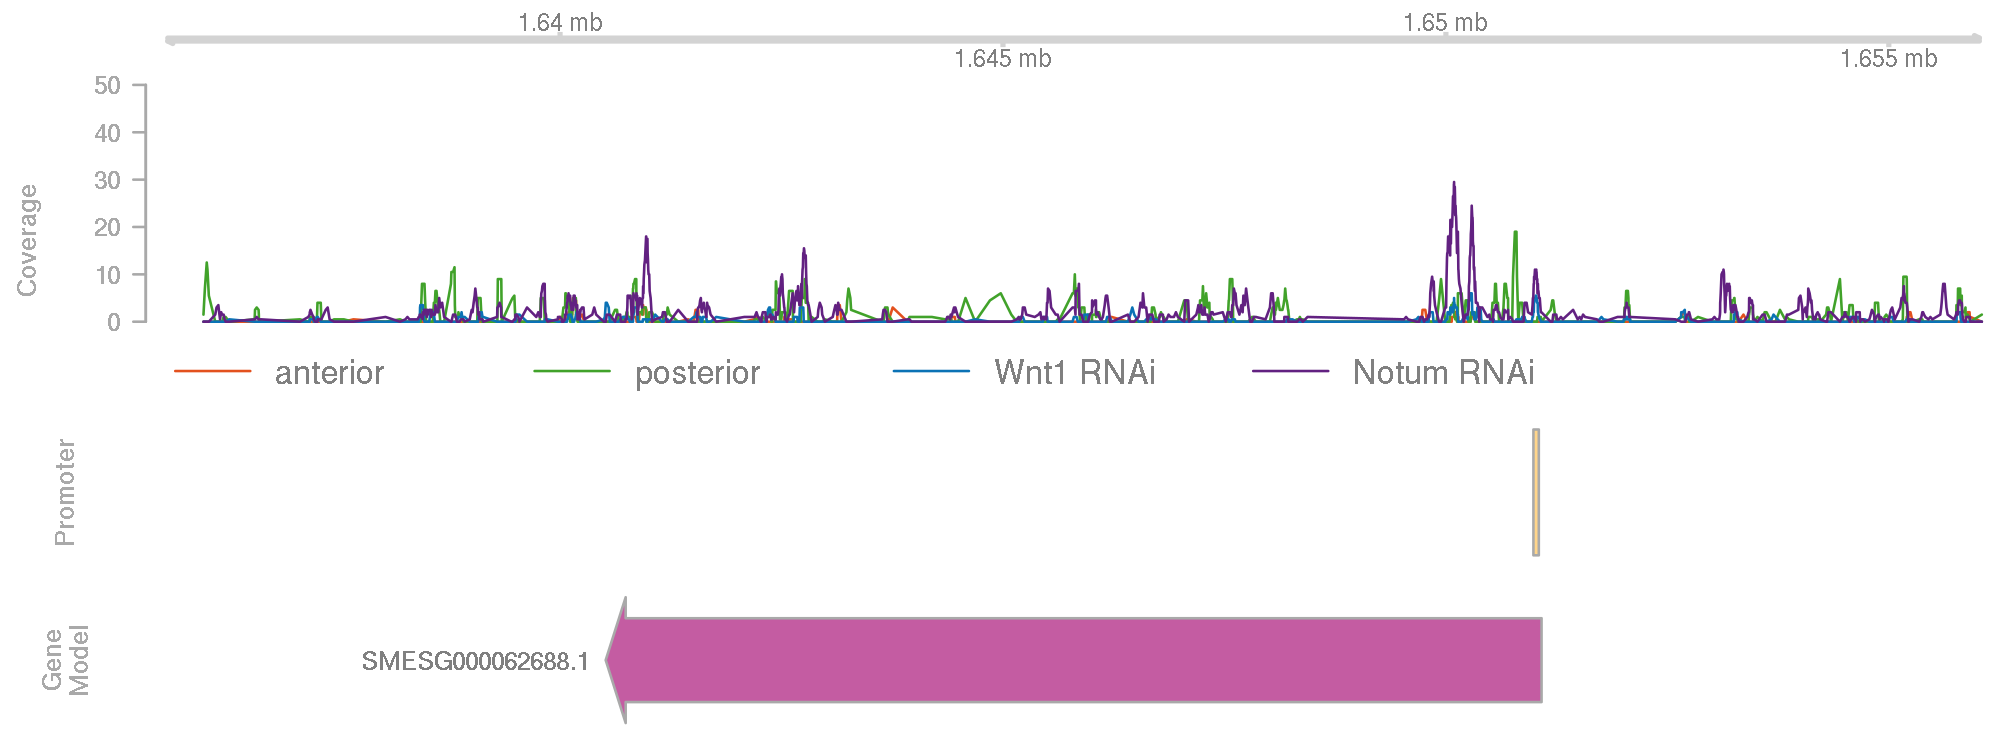 1.64 mb
1.65 mb
1.645 mb
1.655 mb
50
40
30
20
10
0
Coverage
anterior
posterior
Wnt1 RNAi
Notum RNAi
Promoter
Gene
Model
SMESG000062688.1